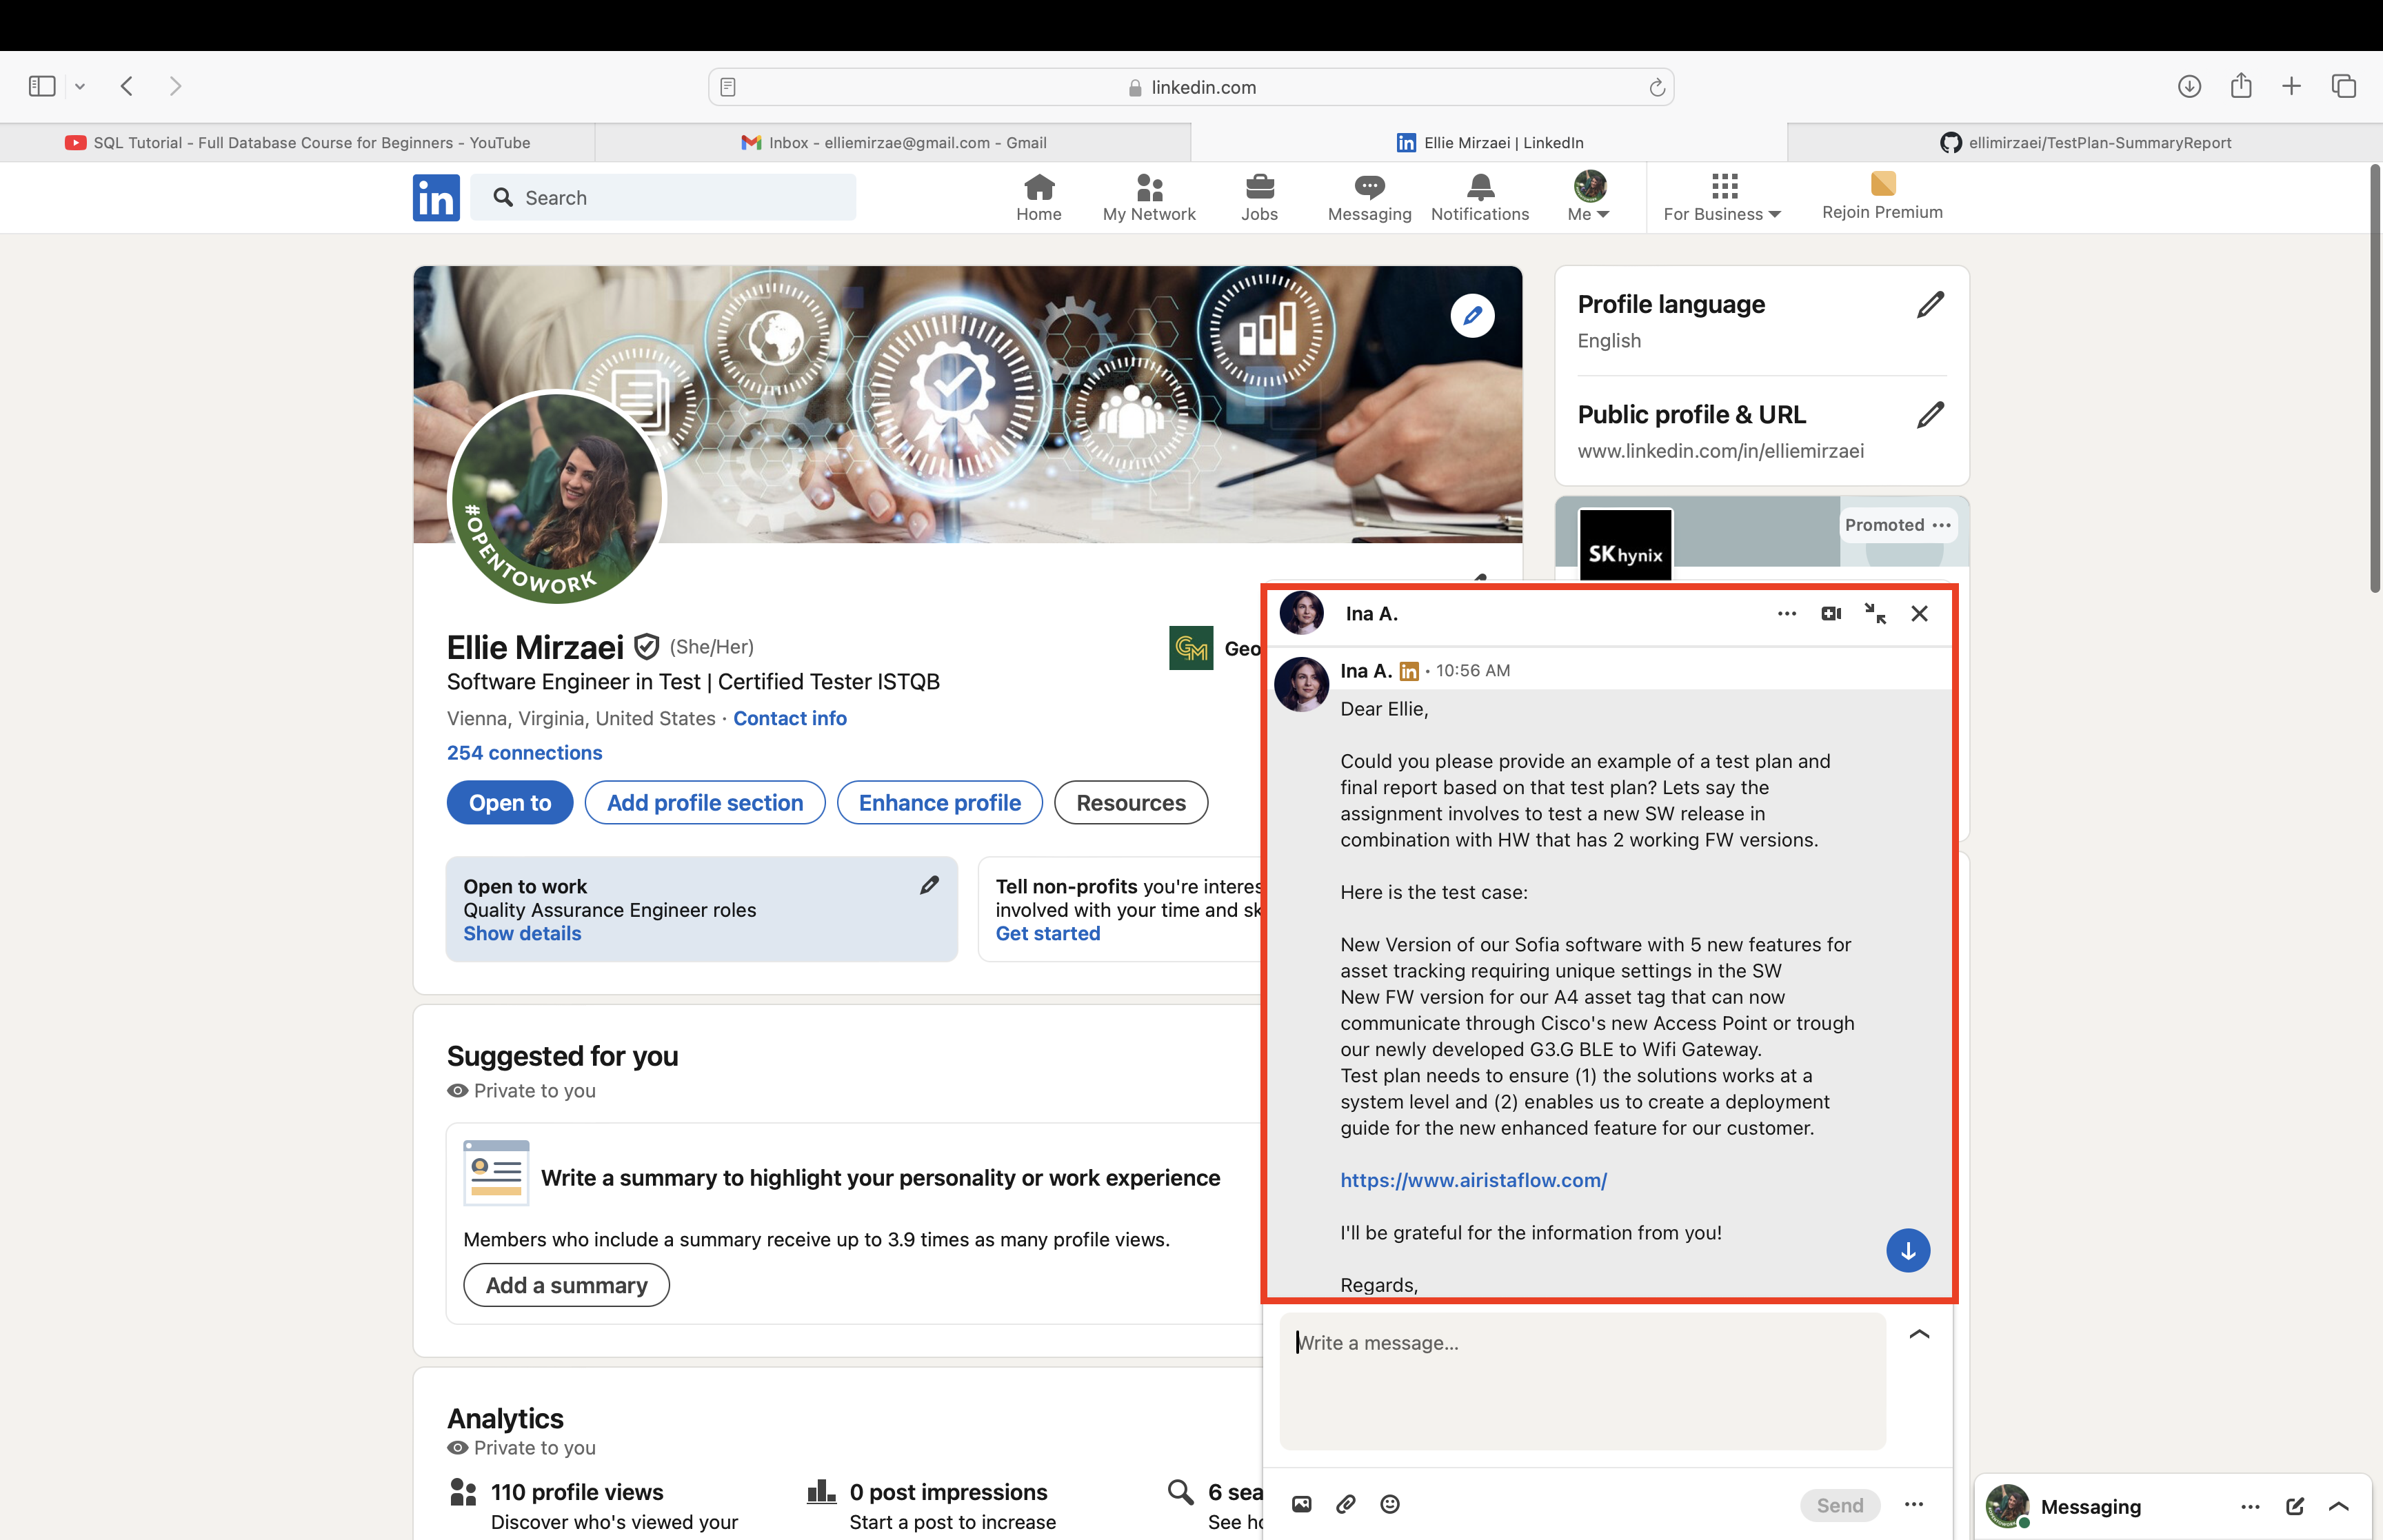 linkedin.com
SQL Tutorial - Full Database Course for Beginners - YouTube
Inbox - elliemirzae@gmail.com - Gmail
Ellie Mirzaei | LinkedIn
ellimirzaei/TestPlan-SummaryReport
in
Search
Home
My Network
Jobs
Messaging
Notifications
Me
For Business
Rejoin Premium
#OPENTOWORK
Ellie Mirzaei (She/Her)
Software Engineer in Test | Certified Tester ISTQB
Vienna, Virginia, United States · Contact info
254 connections
GM
Geo
Open to
Add profile section
Enhance profile
Resources
Open to work
Quality Assurance Engineer roles
Show details
Tell non-profits you're interes
involved with your time and sk
Get started
Suggested for you
Private to you
Write a summary to highlight your personality or work experience
Members who include a summary receive up to 3.9 times as many profile views.
Add a summary
Analytics
Private to you
110 profile views
Discover who's viewed your
0 post impressions
Start a post to increase
6 sea
See ho
Profile language
English
Public profile & URL
www.linkedin.com/in/elliemirzaei
Promoted
SK hynix
Ina A.
Ina A. in · 10:56 AM
Dear Ellie,
Could you please provide an example of a test plan and
final report based on that test plan? Lets say the
assignment involves to test a new SW release in
combination with HW that has 2 working FW versions.
Here is the test case:
New Version of our Sofia software with 5 new features for
asset tracking requiring unique settings in the SW
New FW version for our A4 asset tag that can now
communicate through Cisco's new Access Point or trough
our newly developed G3.G BLE to Wifi Gateway.
Test plan needs to ensure (1) the solutions works at a
system level and (2) enables us to create a deployment
guide for the new enhanced feature for our customer.
https://www.airistaflow.com/
I'll be grateful for the information from you!
Regards,
Write a message...
Send
Messaging